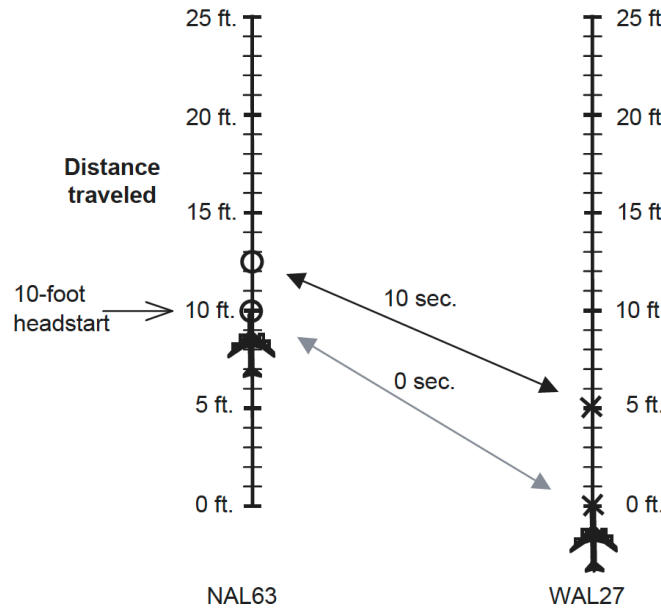 25 ft.
25 ft
20 ft.
20 ft
Distance
traveled
15 ft.
15 ft
10-foot
headstart
10 ft.
10 sec.
10 ft
0 sec.
5 ft.
5 ft.
0 ft.
0 ft.
NAL63
WAL27